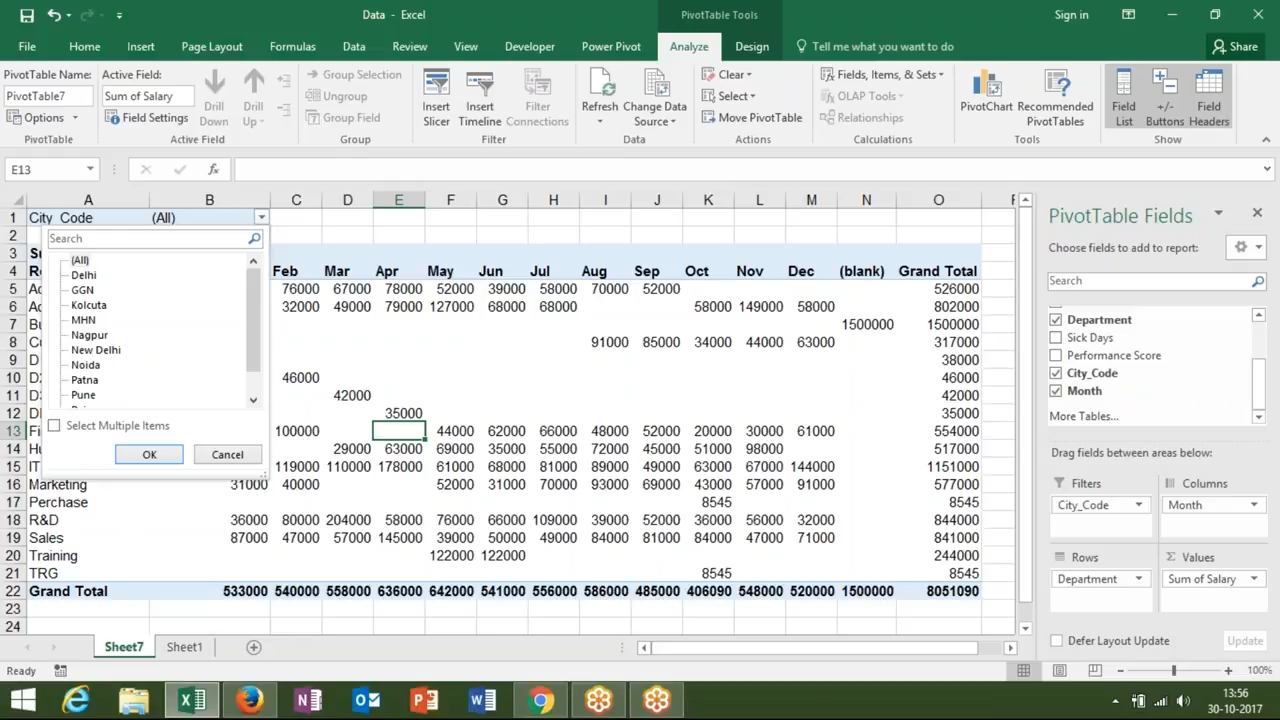 Data - Excel
PivotTable Tools
Sign in
File Home Insert Page Layout Formulas Data Review View Developer Power Pivot Analyze Design Tell me what you want to do Share
PivotTable Name: Active Field:
PivotTable7 Sum of Salary
Options Field Settings
Drill Down
Drill Up
Group Selection
Ungroup
Group Field
Insert Slicer
Insert Timeline
Filter Connections
Refresh
Change Data Source
Clear
Select
Move PivotTable
Fields, Items, & Sets
OLAP Tools
Relationships
PivotChart
Recommended PivotTables
Field List
+/- Buttons
Field Headers
PivotTable Active Field Group Filter Data Actions Calculations Tools Show
E13 fx
A B C D E F G H I J K L M N O
1 City_Code (All)
2
3
4 Feb Mar Apr May Jun Jul Aug Sep Oct Nov Dec (blank) Grand Total
5 76000 67000 78000 52000 39000 58000 70000 52000 526000
6 32000 49000 79000 127000 68000 68000 58000 149000 58000 802000
7 1500000 1500000
8 91000 85000 34000 44000 63000 317000
9 38000
10 46000 46000
11 42000 42000
12 35000 35000
13 100000 44000 62000 66000 48000 52000 20000 30000 61000 554000
14 29000 63000 69000 35000 55000 72000 45000 51000 98000 517000
15 119000 110000 178000 61000 68000 81000 89000 49000 63000 67000 144000 1151000
16 Marketing 31000 40000 52000 31000 70000 93000 69000 43000 57000 91000 577000
17 Perchase 8545 8545
18 R&D 36000 80000 204000 58000 76000 66000 109000 39000 52000 36000 56000 32000 844000
19 Sales 87000 47000 57000 145000 39000 50000 49000 84000 81000 84000 47000 71000 841000
20 Training 122000 122000 244000
21 TRG 8545 8545
22 Grand Total 533000 540000 558000 636000 642000 541000 556000 586000 485000 406090 548000 520000 1500000 8051090
23
24
Search
(All)
Delhi
GGN
Kolcuta
MHN
Nagpur
New Delhi
Noida
Patna
Pune
Select Multiple Items
OK Cancel
PivotTable Fields
Choose fields to add to report:
Search
Department
Sick Days
Performance Score
City_Code
Month
More Tables...
Drag fields between areas below:
Filters Columns
City_Code Month
Rows Values
Department Sum of Salary
Defer Layout Update Update
Sheet7 Sheet1
Ready 100%
13:56
30-10-2017